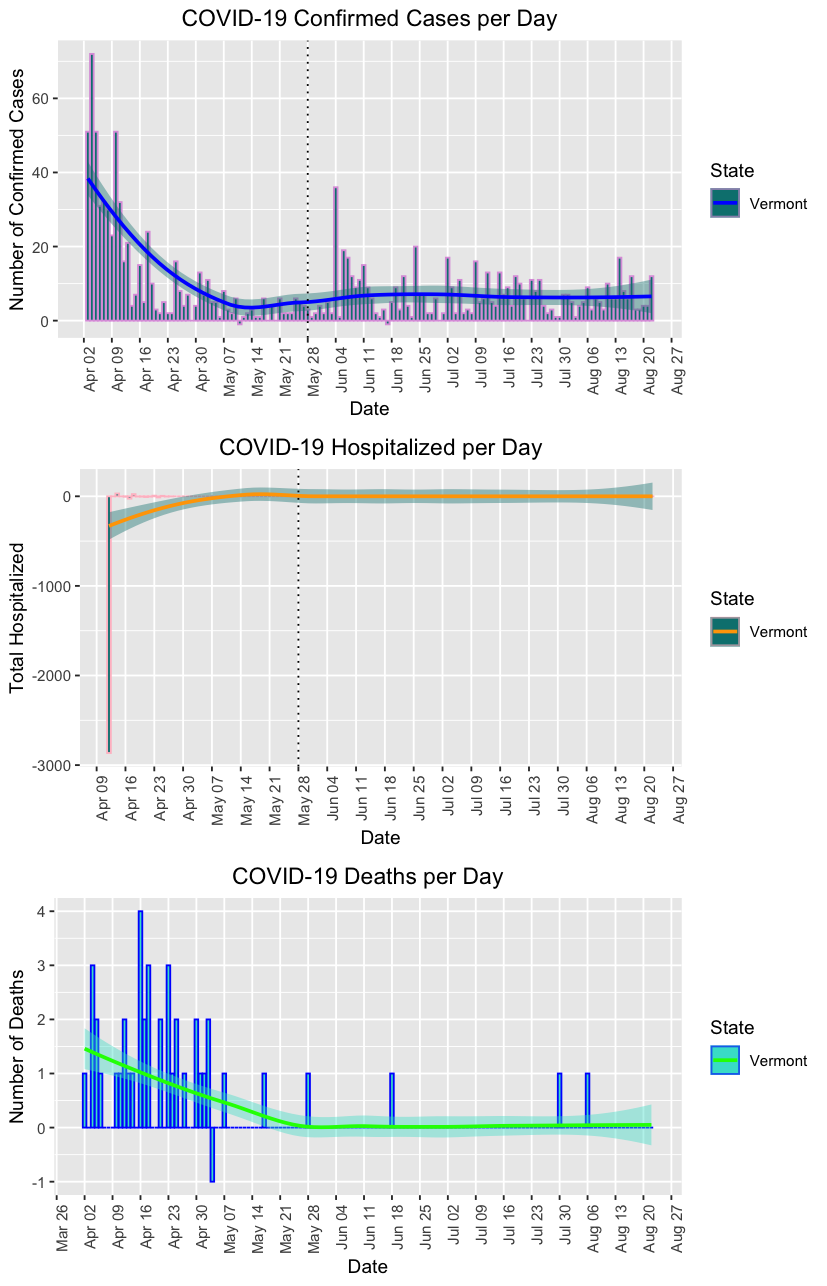 COVID-19 Confirmed Cases per Day
Number of Confirmed Cases
60
40
20
0
Apr 02
Apr 09
Apr 16
Apr 23
Apr 30
May 07
May 14
May 21
May 28
Jun 04
Jun 11
Jun 18
Jun 25
Jul 02
Jul 09
Jul 16
Jul 23
Jul 30
Aug 06
Aug 13
Aug 20
Aug 27
Date
State
Vermont
COVID-19 Hospitalized per Day
Total Hospitalized
0
-1000
-2000
-3000
Apr 09
Apr 16
Apr 23
Apr 30
May 07
May 14
May 21
May 28
Jun 04
Jun 11
Jun 18
Jun 25
Jul 02
Jul 09
Jul 16
Jul 23
Jul 30
Aug 06
Aug 13
Aug 20
Aug 27
Date
State
Vermont
COVID-19 Deaths per Day
Number of Deaths
4
3
2
1
0
-1
Mar 26
Apr 02
Apr 09
Apr 16
Apr 23
Apr 30
May 07
May 14
May 21
May 28
Jun 04
Jun 11
Jun 18
Jun 25
Jul 02
Jul 09
Jul 16
Jul 23
Jul 30
Aug 06
Aug 13
Aug 20
Aug 27
Date
State
Vermont